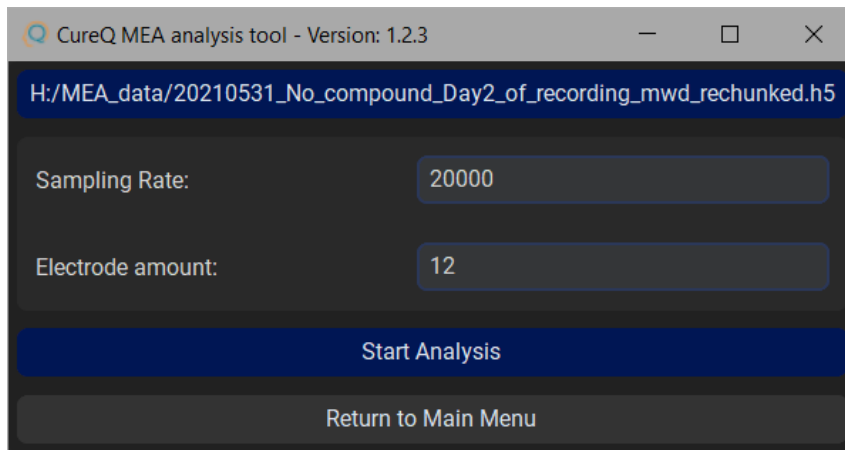 CureQ MEA analysis tool - Version: 1.2.3
H:/MEA_data/20210531_No_compound_Day2_of_recording_mwd_rechunked.h5
Sampling Rate: 20000
Electrode amount: 12
Start Analysis
Return to Main Menu